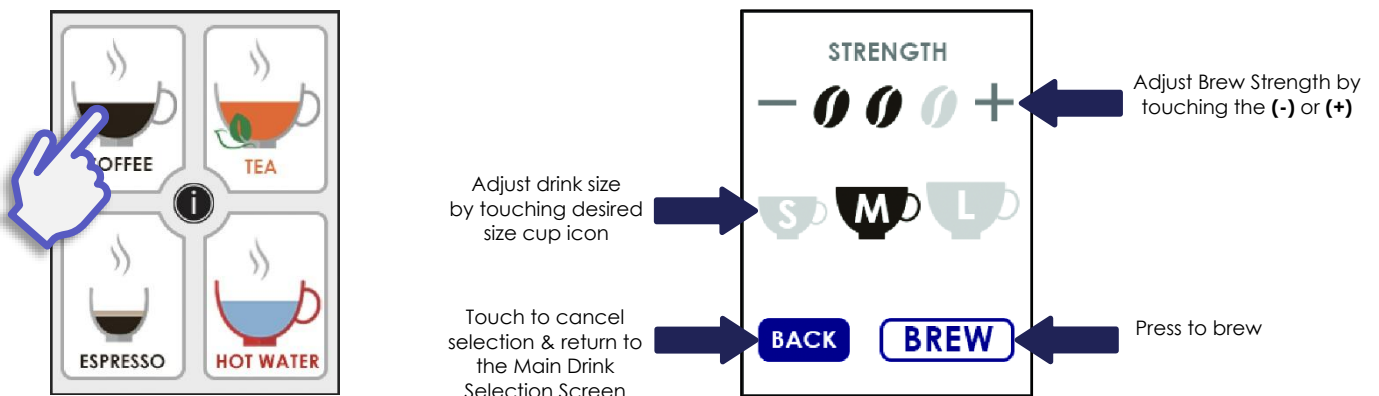 COFFEE
TEA
i
ESPRESSO
HOT WATER
STRENGTH
Adjust Brew Strength by
touching the (-) or (+)
Adjust drink size
by touching desired
size cup icon
S M L
Touch to cancel
selection & return to
the Main Drink
Selection Screen
BACK
BREW
Press to brew